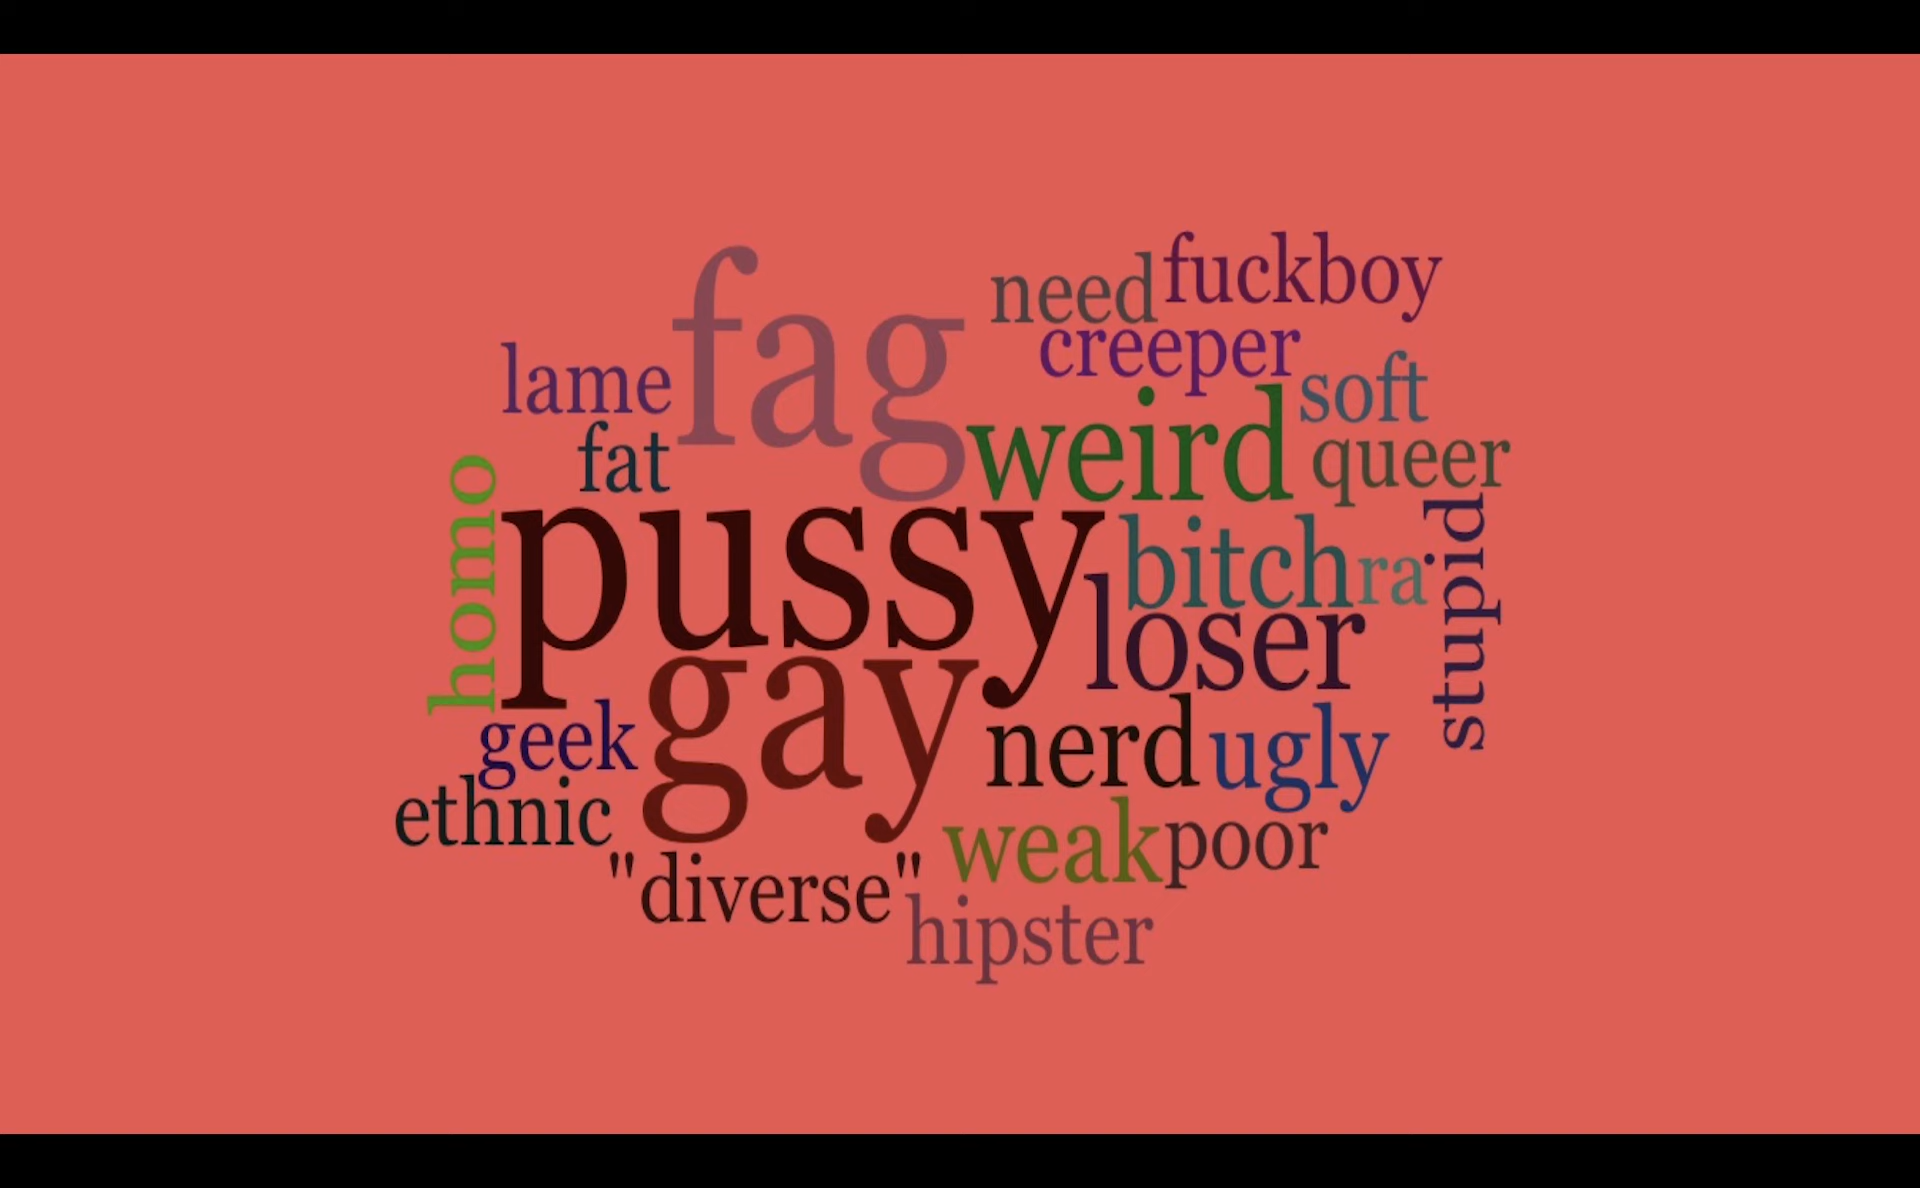 fuckboy
need
fag
creeper
lame
soft
weird
fat
queer
homo
pussy
bitch
ra
stupid
loser
gay
geek
nerd
ugly
ethnic
weak
poor
"diverse"
hipster